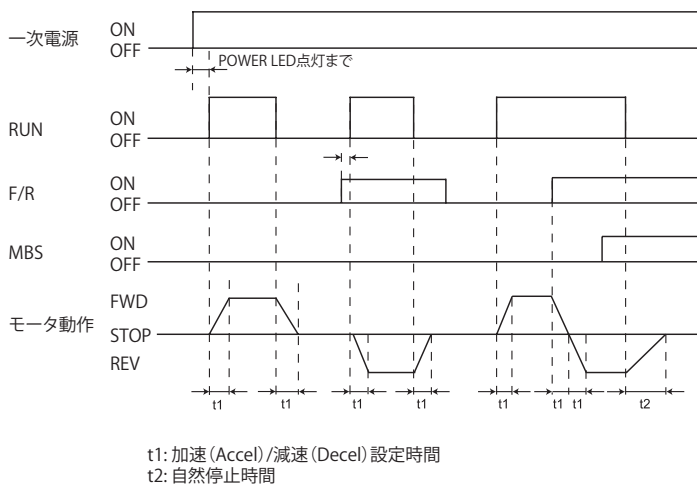 一次電源
ON
OFF
POWER LED点灯まで
RUN
ON
OFF
F/R
ON
OFF
MBS
ON
OFF
モータ動作
FWD
STOP
REV
t1 t1 t1 t1 t1 t1 t1 t2
t1: 加速（Accel）/減速（Decel）設定時間
t2: 自然停止時間